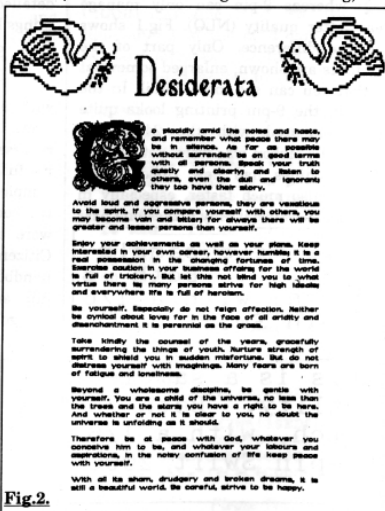 Desiderata
Go placidly amid the noise and haste,
and remember what peace there may
be in silence. As far as possible
without surrender be on good terms
with all persons. Speak your truth
quietly and clearly; and listen to
others, even the dull and ignorant;
they too have their story.
Avoid loud and aggressive persons, they are vexatious
to the spirit. If you compare yourself with others, you
may become vain and bitter; for always there will be
greater and lesser persons than yourself.
Enjoy your achievements as well as your plans. Keep
interested in your own career, however humble; it is a
real possession in the changing fortunes of time.
Exercise caution in your business affairs; for the world
is full of trickery. But let this not blind you to what
virtue there is; many persons strive for high ideals;
and everywhere life is full of heroism.
Be yourself. Especially do not feign affection. Neither
be cynical about love; for in the face of all aridity and
disenchantment it is perennial as the grass.
Take kindly the counsel of the years, gracefully
surrendering the things of youth. Nurture strength of
spirit to shield you in sudden misfortune. But do not
distress yourself with imaginings. Many fears are born
of fatigue and loneliness.
Beyond a wholesome discipline, be gentle with
yourself. You are a child of the universe, no less than
the trees and the stars; you have a right to be here.
And whether or not it is clear to you, no doubt the
universe is unfolding as it should.
Therefore be at peace with God, whatever you
conceive him to be, and whatever your labours and
aspirations, in the noisy confusion of life keep peace
with yourself.
With all its sham, drudgery and broken dreams, it is
still a beautiful world. Be careful, strive to be happy.
Fig.2.